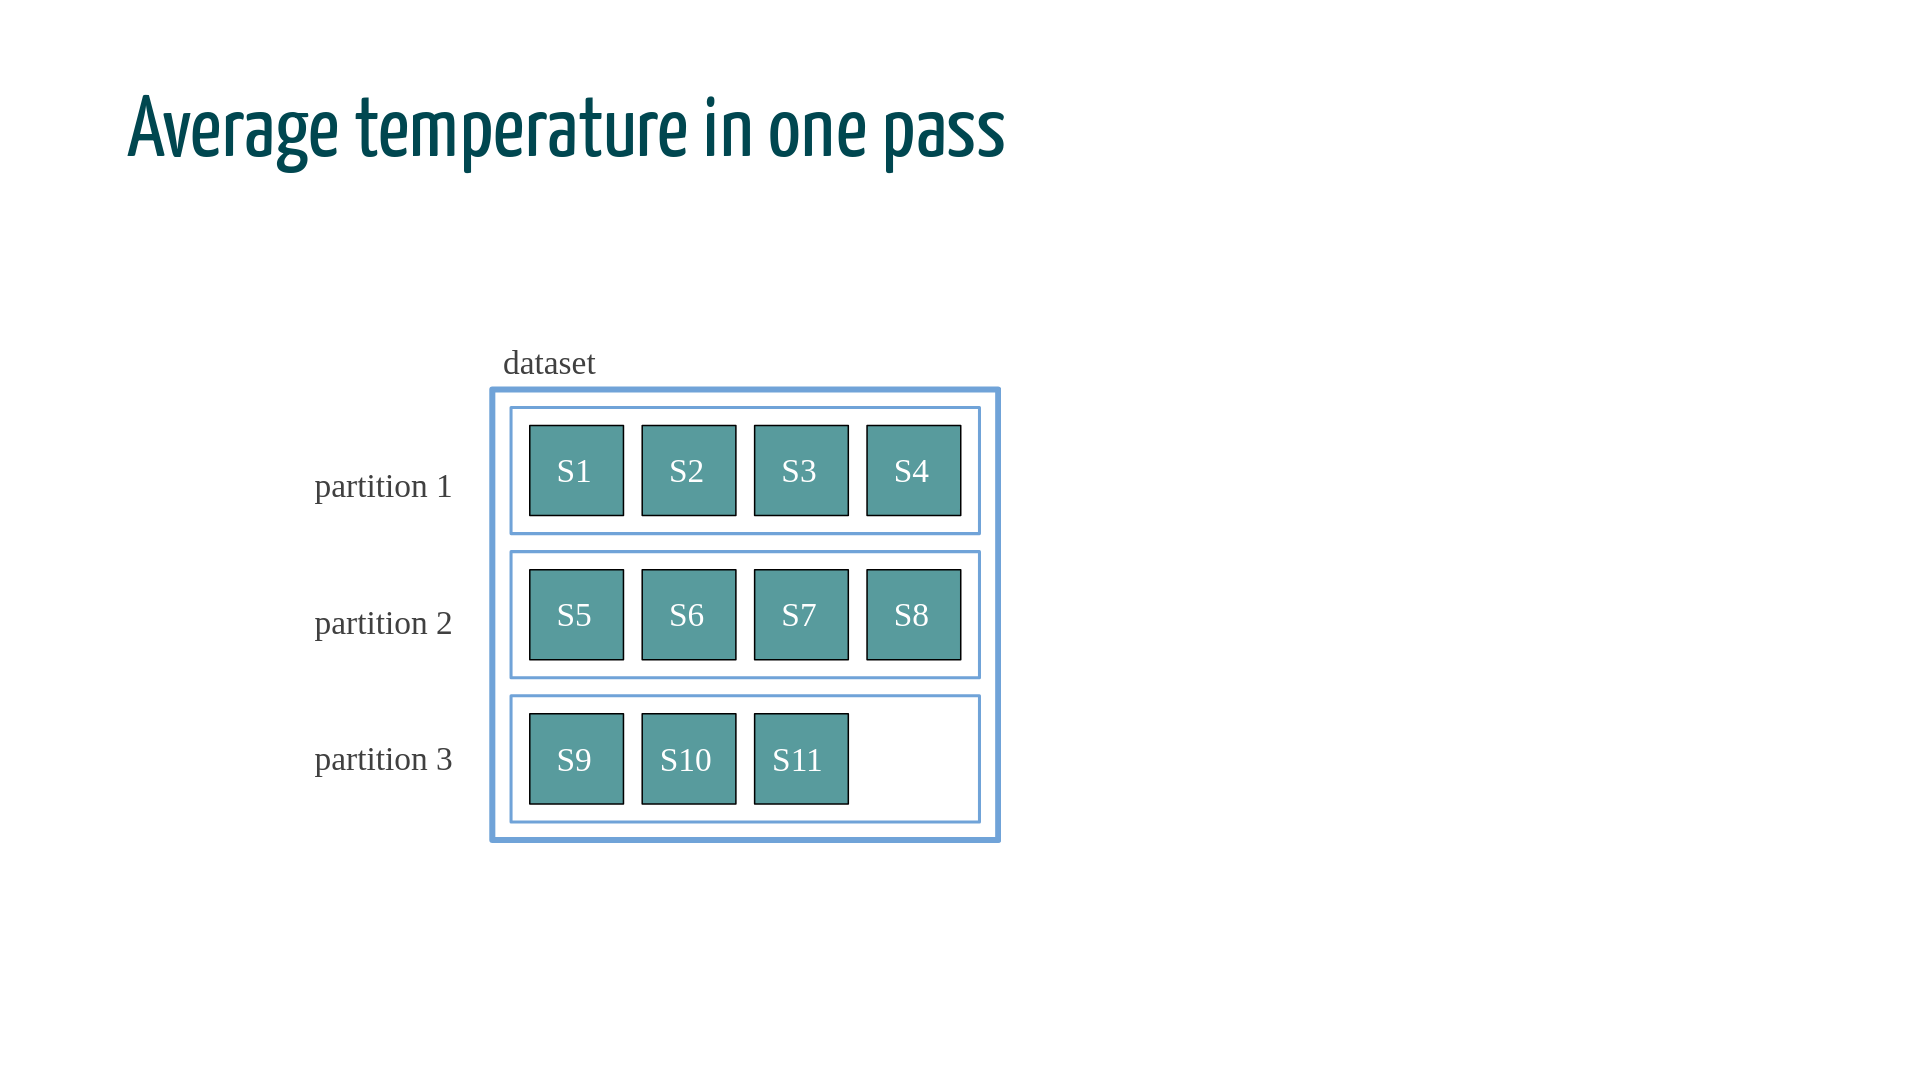 Average temperature in one pass
dataset
partition 1
S1 S2 S3 S4
partition 2
S5 S6 S7 S8
partition 3
S9 S10 S11